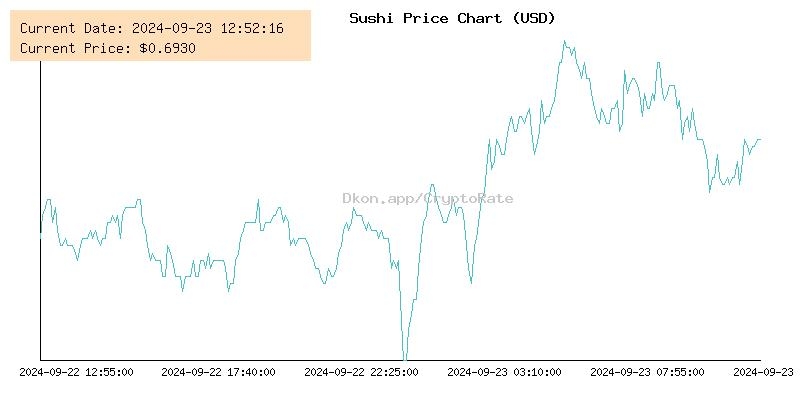 Sushi Price Chart (USD)
Current Date: 2024-09-23 12:52:16
Current Price: $0.6930
Dkon.app/CryptoRate
2024-09-22 12:55:00 2024-09-22 17:40:00 2024-09-22 22:25:00 2024-09-23 03:10:00 2024-09-23 07:55:00 2024-09-23